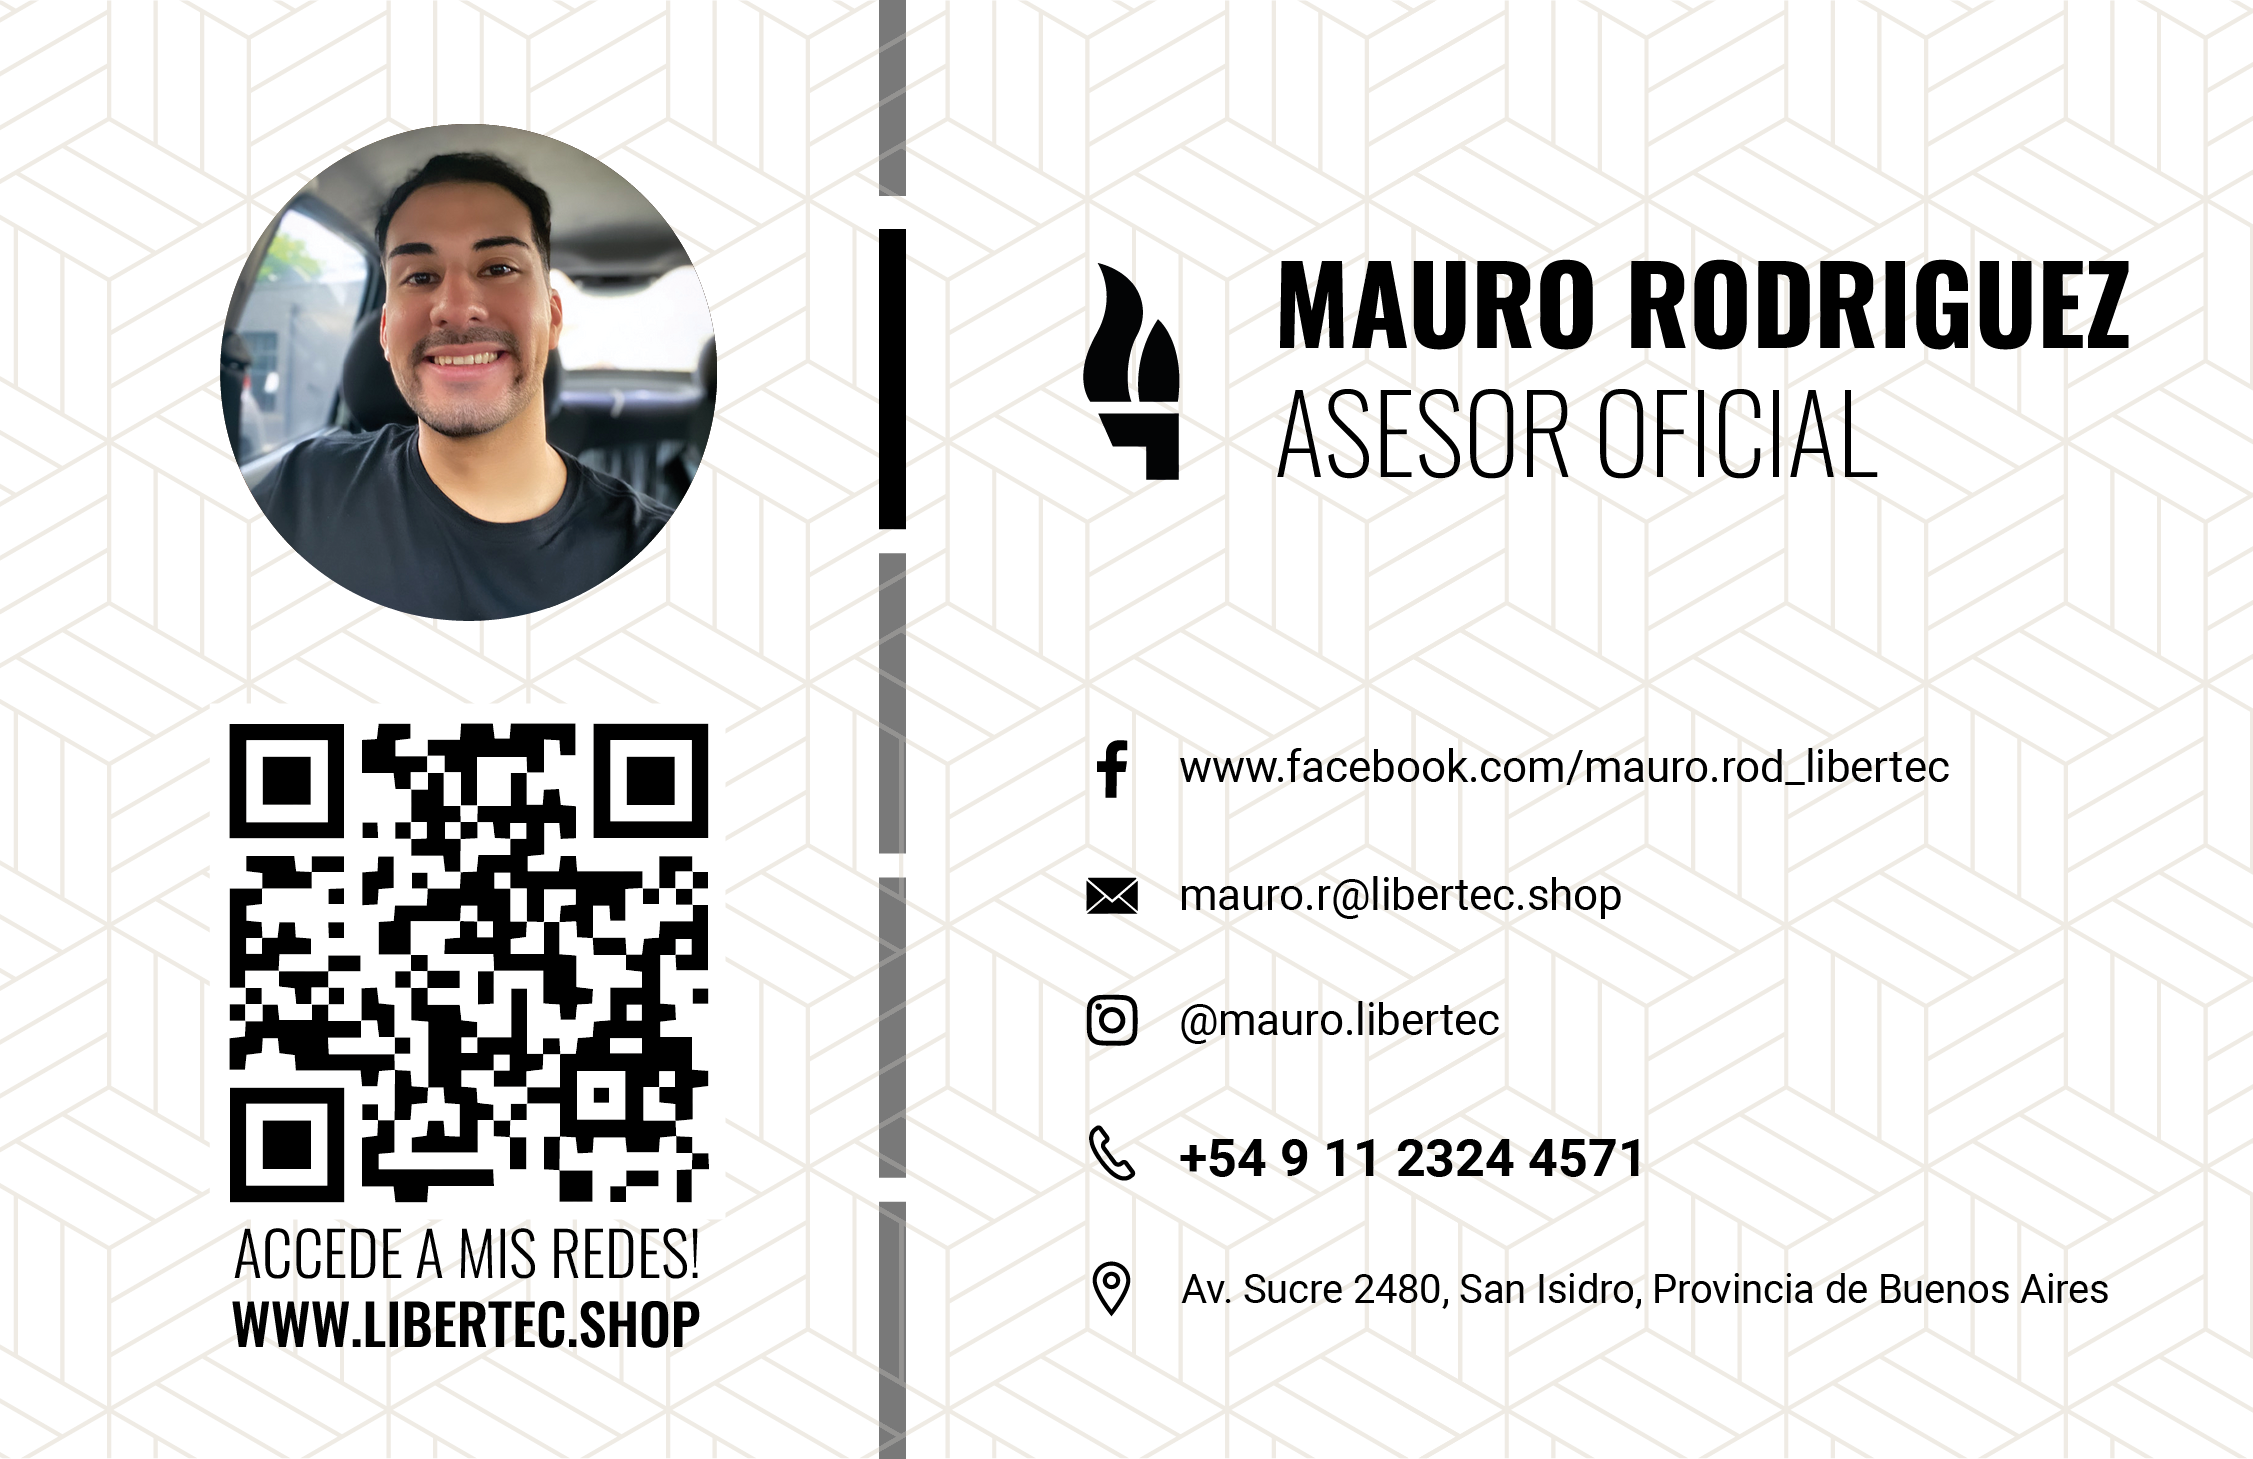 MAURO RODRIGUEZ
ASESOR OFICIAL
www.facebook.com/mauro.rod_libertec
mauro.r@libertec.shop
@mauro.libertec
+54 9 11 2324 4571
Av. Sucre 2480, San Isidro, Provincia de Buenos Aires
ACCEDE A MIS REDES!
WWW.LIBERTEC.SHOP